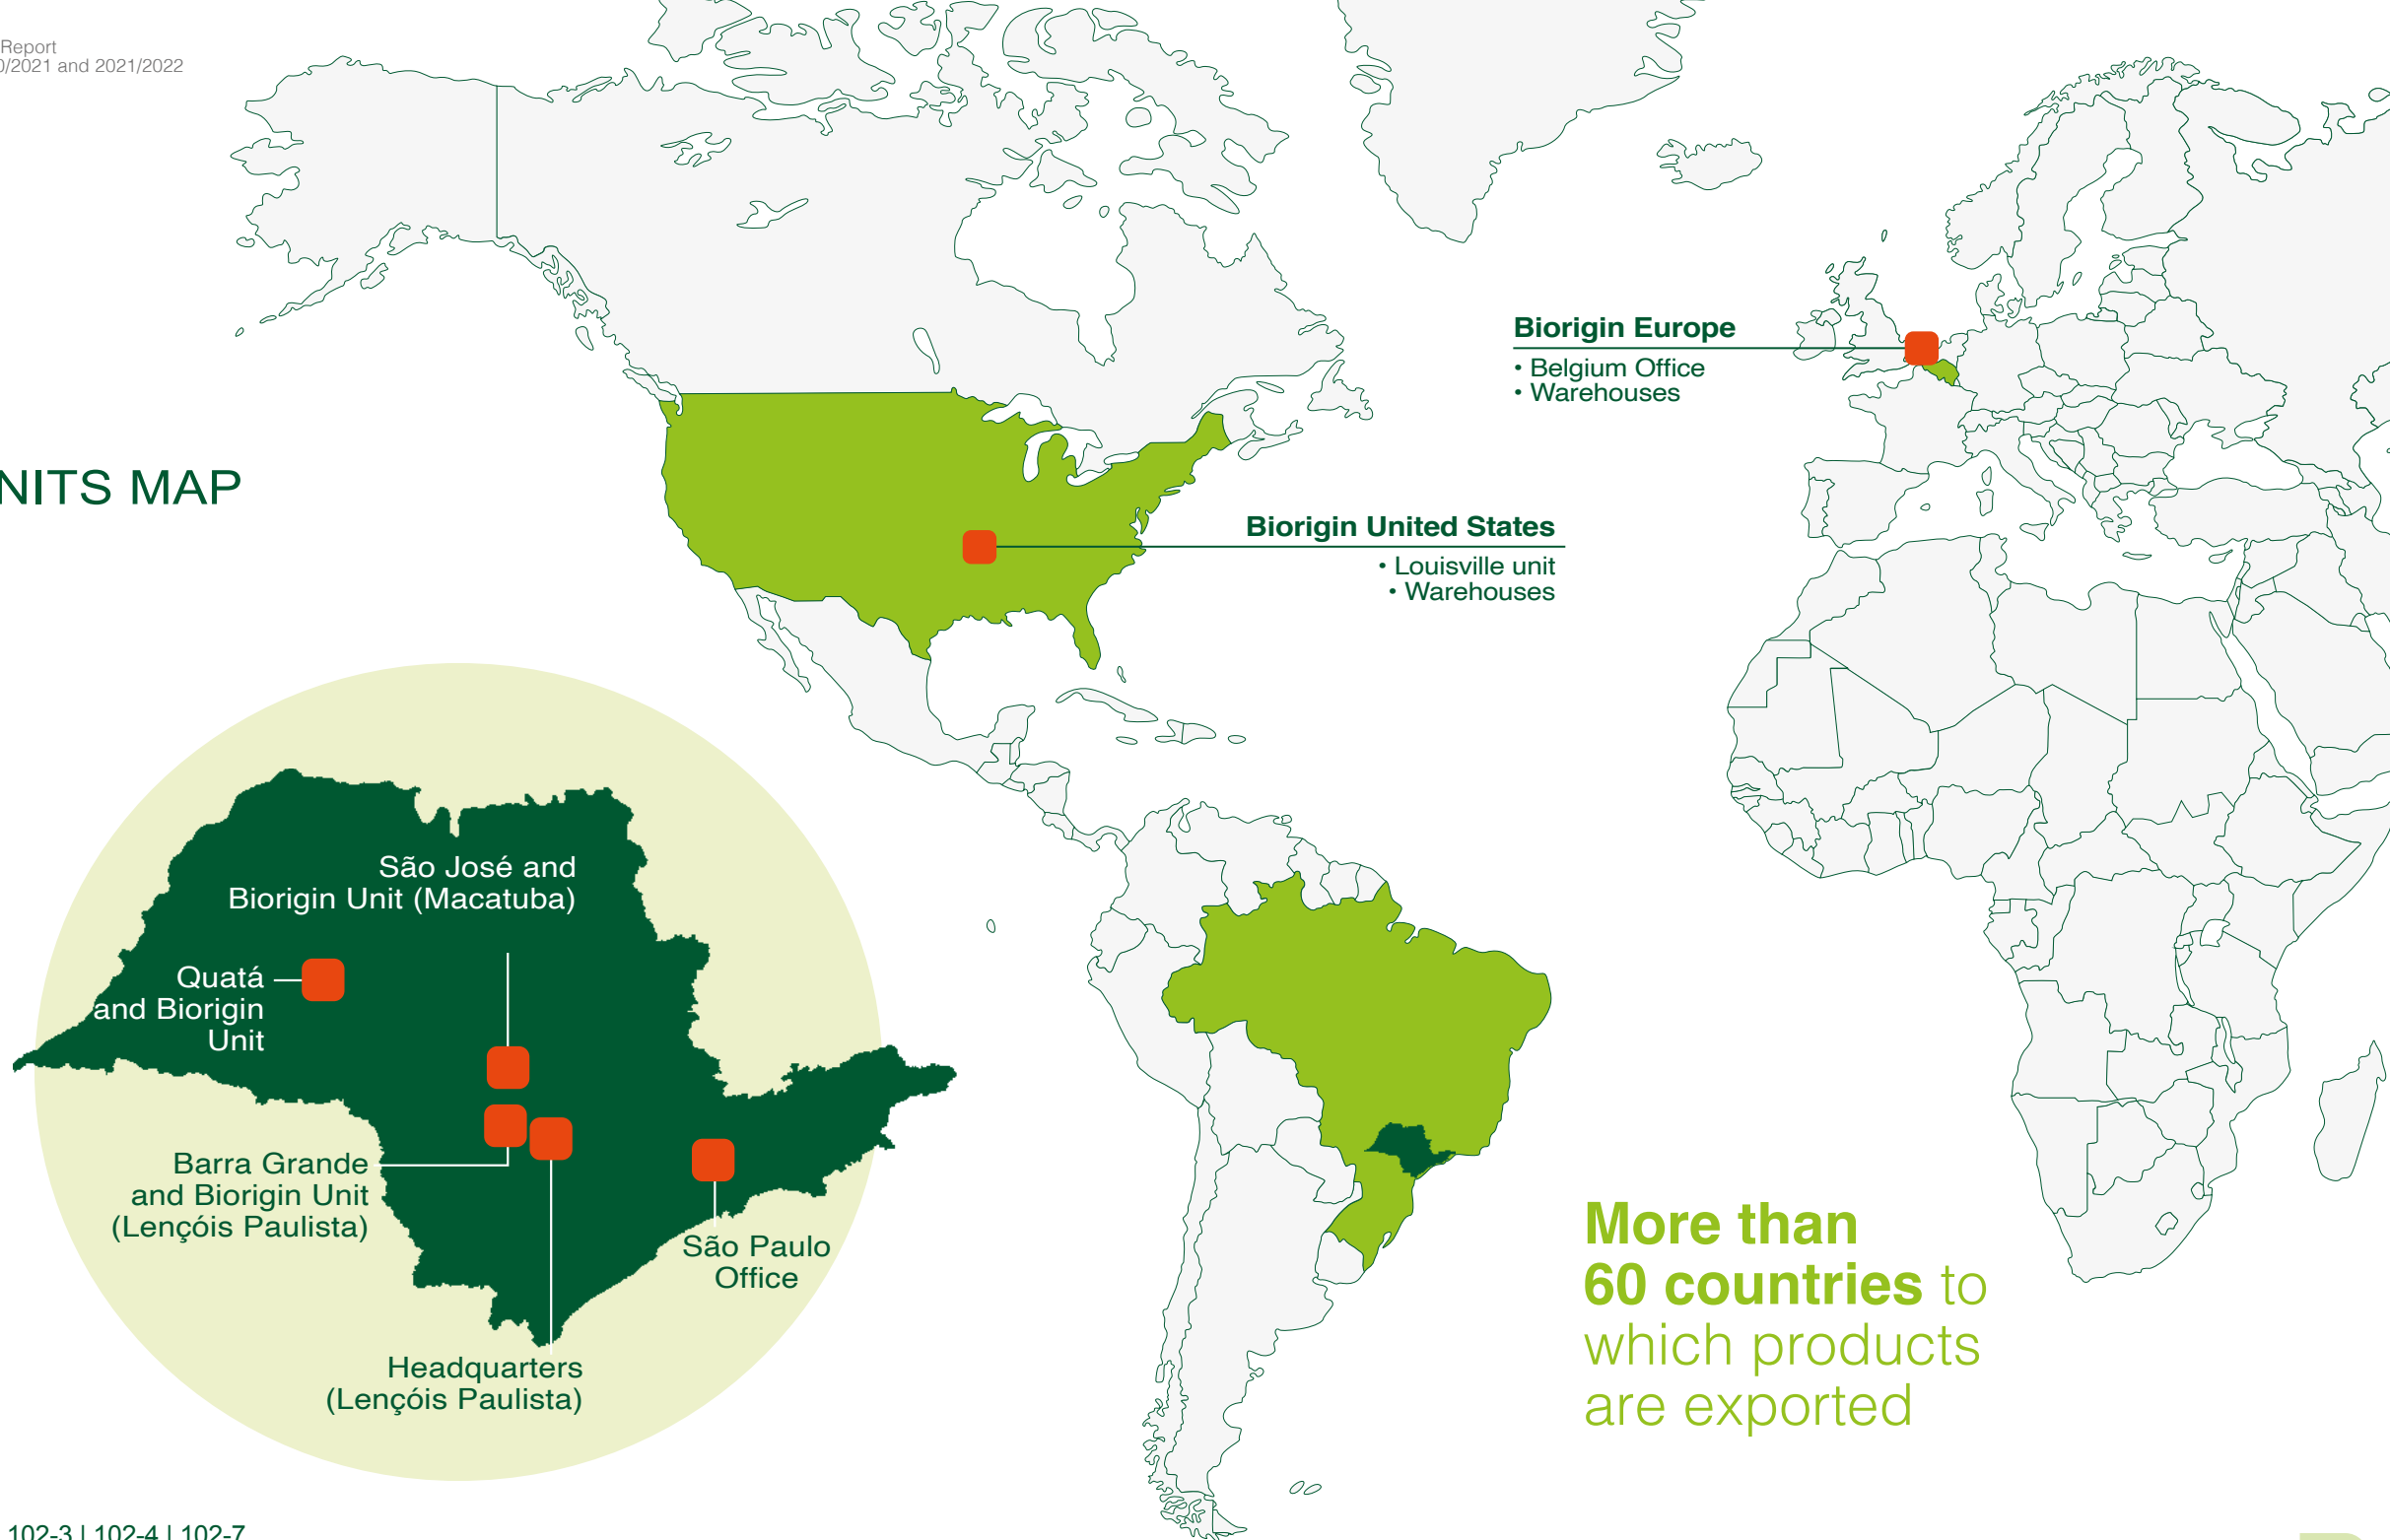 Report
0/2021 and 2021/2022
NITS MAP
Biorigin Europe
• Belgium Office
• Warehouses
Biorigin United States
• Louisville unit
• Warehouses
São José and
Biorigin Unit (Macatuba)
Quatá
and Biorigin
Unit
Barra Grande
and Biorigin Unit
(Lençóis Paulista)
São Paulo
Office
Headquarters
(Lençóis Paulista)
More than
60 countries to
which products
are exported
102-3 | 102-4 | 102-7